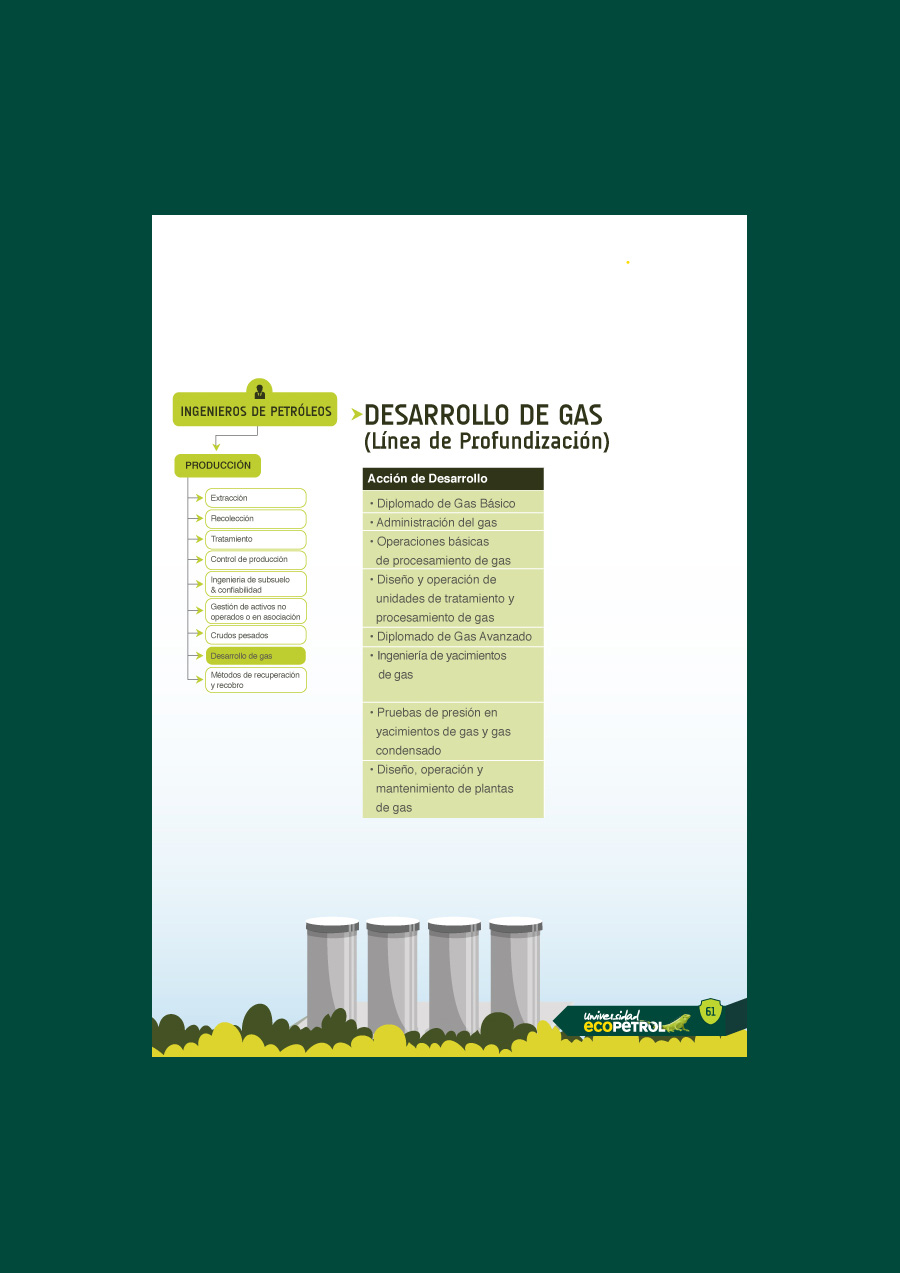 INGENIEROS DE PETRÓLEOS
PRODUCCIÓN
Extracción
Recolección
Tratamiento
Control de producción
Ingenieria de subsuelo
& confiabilidad
Gestión de activos no
operados o en asociación
Crudos pesados
Desarrollo de gas
Métodos de recuperación
y recobro
DESARROLLO DE GAS
(Línea de Profundización)
Acción de Desarrollo
• Diplomado de Gas Básico
• Administración del gas
• Operaciones básicas
de procesamiento de gas
• Diseño y operación de
unidades de tratamiento y
procesamiento de gas
• Diplomado de Gas Avanzado
• Ingeniería de yacimientos
de gas
• Pruebas de presión en
yacimientos de gas y gas
condensado
• Diseño, operación y
mantenimiento de plantas
de gas
universidad
ECOPETROL
61